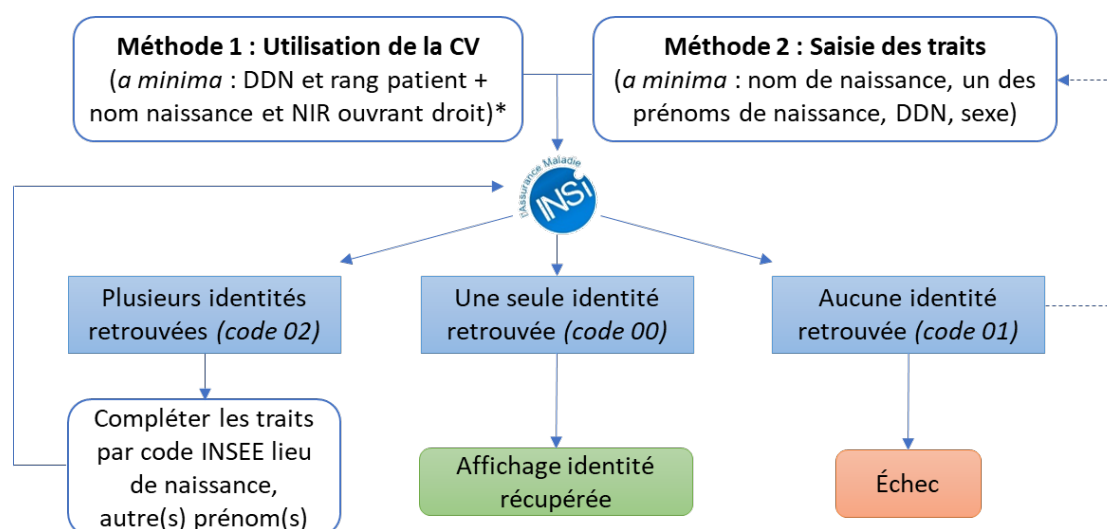 Méthode 1 : Utilisation de la CV
(a minima : DDN et rang patient +
nom naissance et NIR ouvrant droit)*
Méthode 2 : Saisie des traits
(a minima : nom de naissance, un des
prénoms de naissance, DDN, sexe)
l'Assurance Maladie
INSi
Plusieurs identités
retrouvées (code 02)
Une seule identité
retrouvée (code 00)
Aucune identité
retrouvée (code 01)
Compléter les traits
par code INSEE lieu
de naissance,
autre(s) prénom(s)
Affichage identité
récupérée
Échec